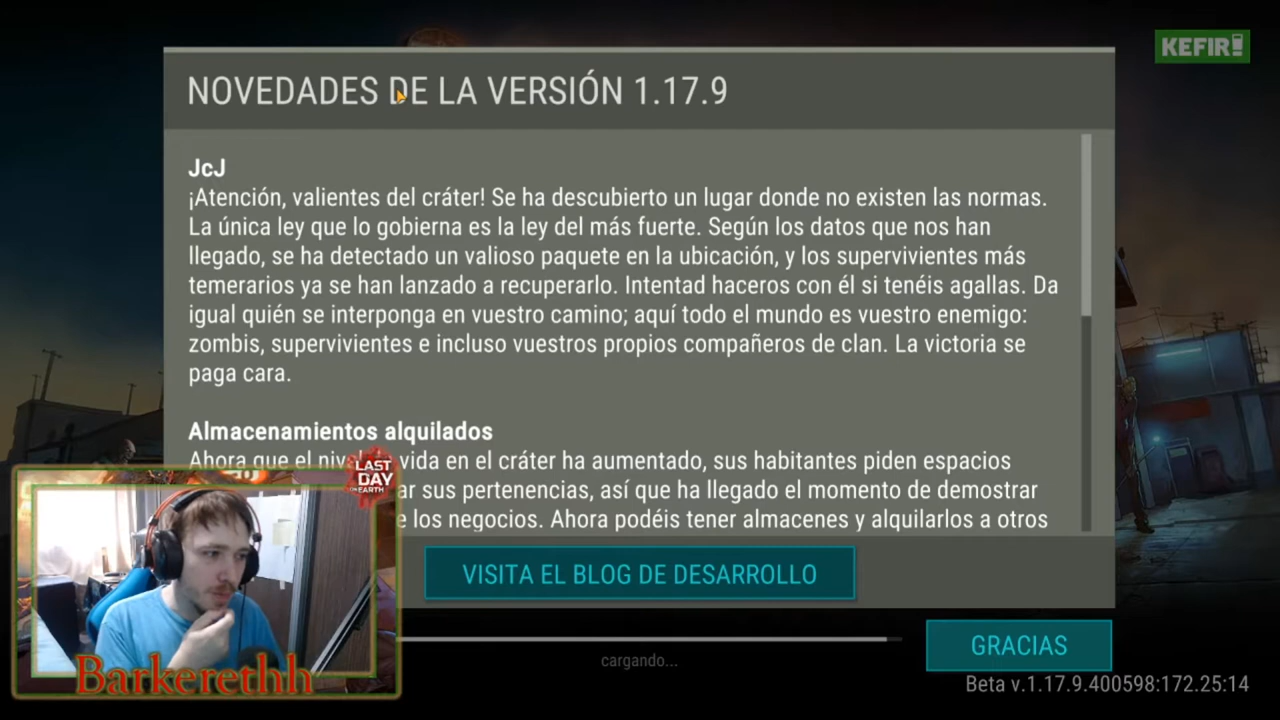 KEFIR!
NOVEDADES DE LA VERSIÓN 1.17.9
JcJ
¡Atención, valientes del cráter! Se ha descubierto un lugar donde no existen las normas.
La única ley que lo gobierna es la ley del más fuerte. Según los datos que nos han
llegado, se ha detectado un valioso paquete en la ubicación, y los supervivientes más
temerarios ya se han lanzado a recuperarlo. Intentad haceros con él si tenéis agallas. Da
igual quién se interponga en vuestro camino; aquí todo el mundo es vuestro enemigo:
zombis, supervivientes e incluso vuestros propios compañeros de clan. La victoria se
paga cara.
Almacenamientos alquilados
Ahora que el vida en el cráter ha aumentado, sus habitantes piden espacios
ar sus pertenencias, así que ha llegado el momento de demostrar
e los negocios. Ahora podéis tener almacenes y alquilarlos a otros
LAST
DAY
ON EARTH
Barkerethh
VISITA EL BLOG DE DESARROLLO
cargando...
GRACIAS
Beta v.1.17.9.400598:172.25:14